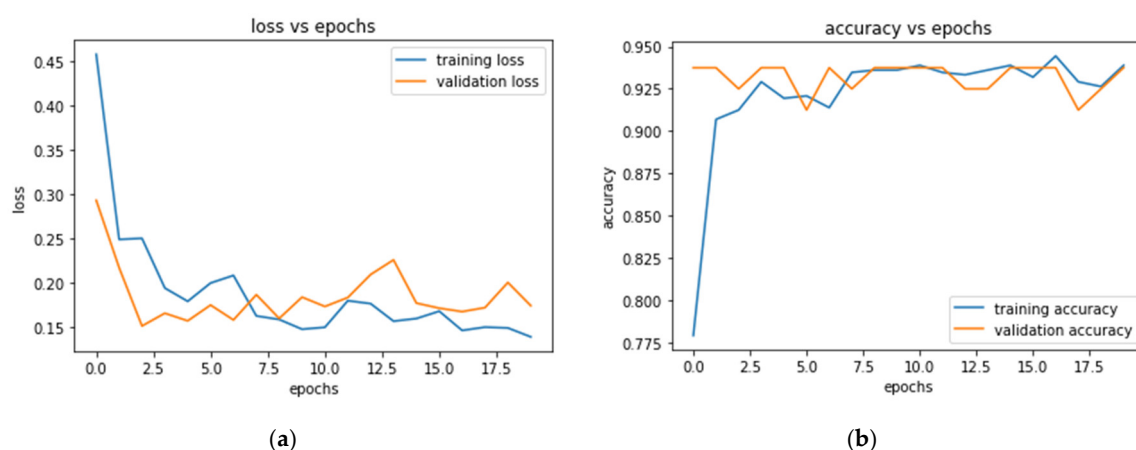 loss vs epochs
0.45
0.40
0.35
0.30
0.25
0.20
0.15
loss
training loss
validation loss
0.0 2.5 5.0 7.5 10.0 12.5 15.0 17.5
epochs
(a)
accuracy vs epochs
0.950
0.925
0.900
0.875
0.850
0.825
0.800
0.775
accuracy
training accuracy
validation accuracy
0.0 2.5 5.0 7.5 10.0 12.5 15.0 17.5
epochs
(b)